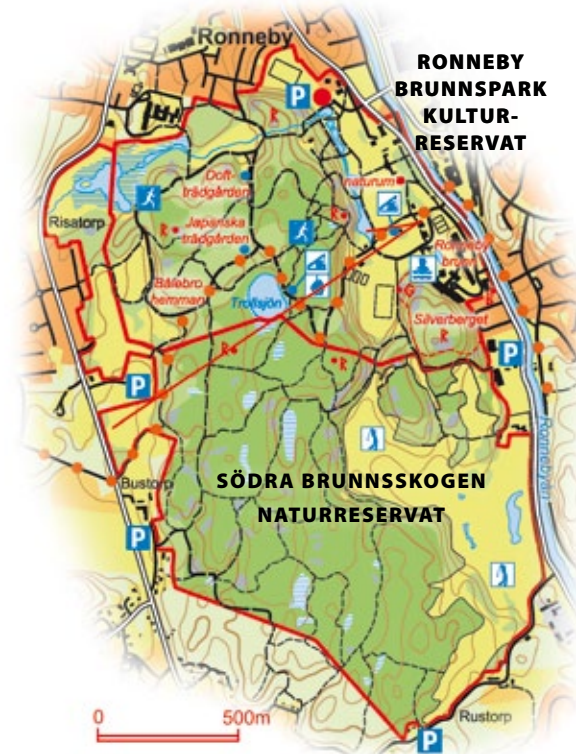 Ronneby
RONNEBY
BRUNNSPARK
KULTUR-
RESERVAT
P
R
Doft-
trädgården
naturum
Risatorp
R
Japanska
trädgården
R
Ronneby
brunn
Bålebro
hemman
Trollsjön
G
R
Silverberget
R
R
R
P
P
Ronnebyån
SÖDRA BRUNNSSKOGEN
NATURRESERVAT
Bustorp
P
0 500m
Rustorp
P